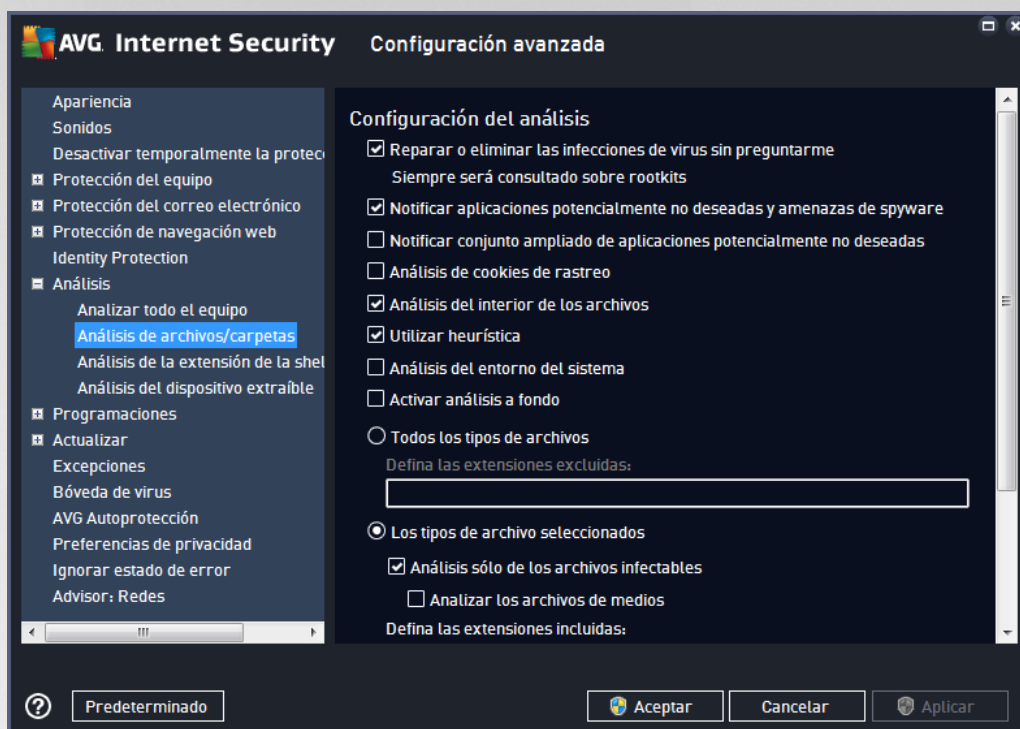 AVG. Internet Security
Configuración avanzada
Apariencia
Sonidos
Desactivar temporalmente la protec
Protección del equipo
Protección del correo electrónico
Protección de navegación web
Identity Protection
Análisis
Analizar todo el equipo
Análisis de archivos/carpetas
Análisis de la extensión de la shel
Análisis del dispositivo extraíble
Programaciones
Actualizar
Excepciones
Bóveda de virus
AVG Autoprotección
Preferencias de privacidad
Ignorar estado de error
Advisor: Redes
Configuración del análisis
Reparar o eliminar las infecciones de virus sin preguntarme
Siempre será consultado sobre rootkits
Notificar aplicaciones potencialmente no deseadas y amenazas de spyware
Notificar conjunto ampliado de aplicaciones potencialmente no deseadas
Análisis de cookies de rastreo
Análisis del interior de los archivos
Utilizar heurística
Análisis del entorno del sistema
Activar análisis a fondo
Todos los tipos de archivos
Defina las extensiones excluidas:
Los tipos de archivo seleccionados
Análisis sólo de los archivos infectables
Analizar los archivos de medios
Defina las extensiones incluidas:
Predeterminado
Aceptar
Cancelar
Aplicar